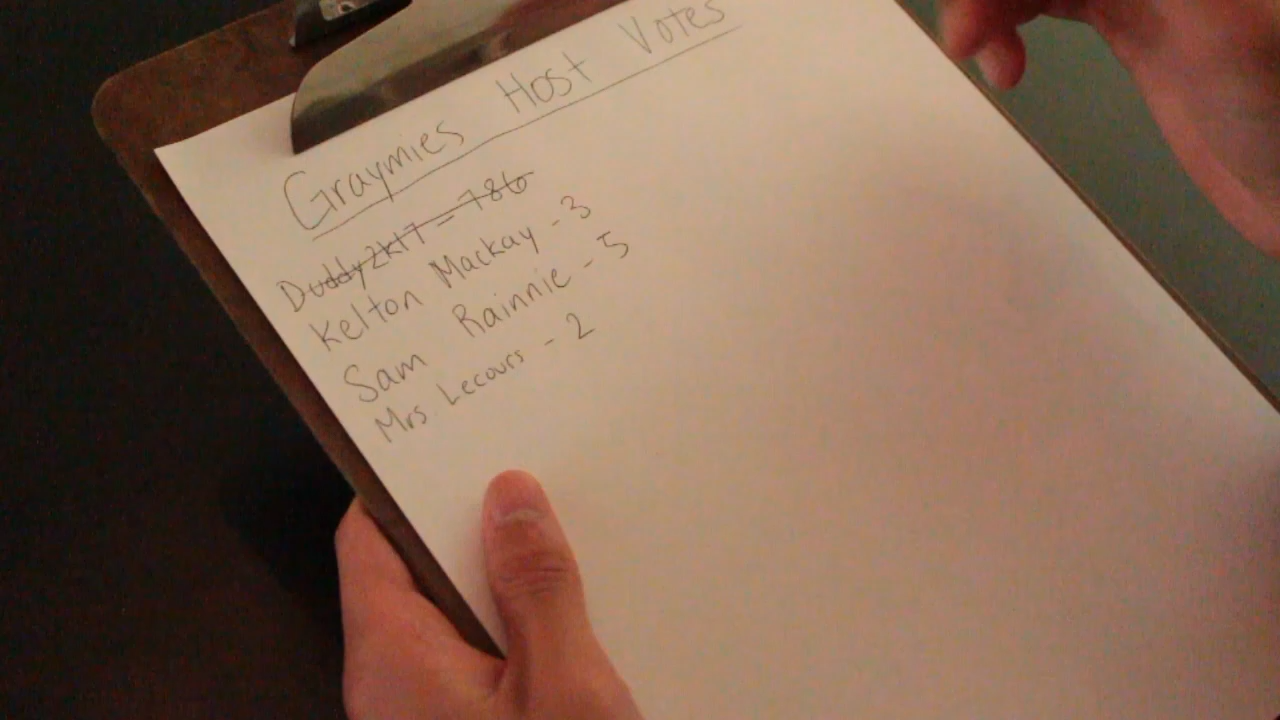 Graymies Host Votes
Duddy2k17 - 786
Kelton Mackay - 3
Sam Rainnie - 5
Mrs. Lecours - 2